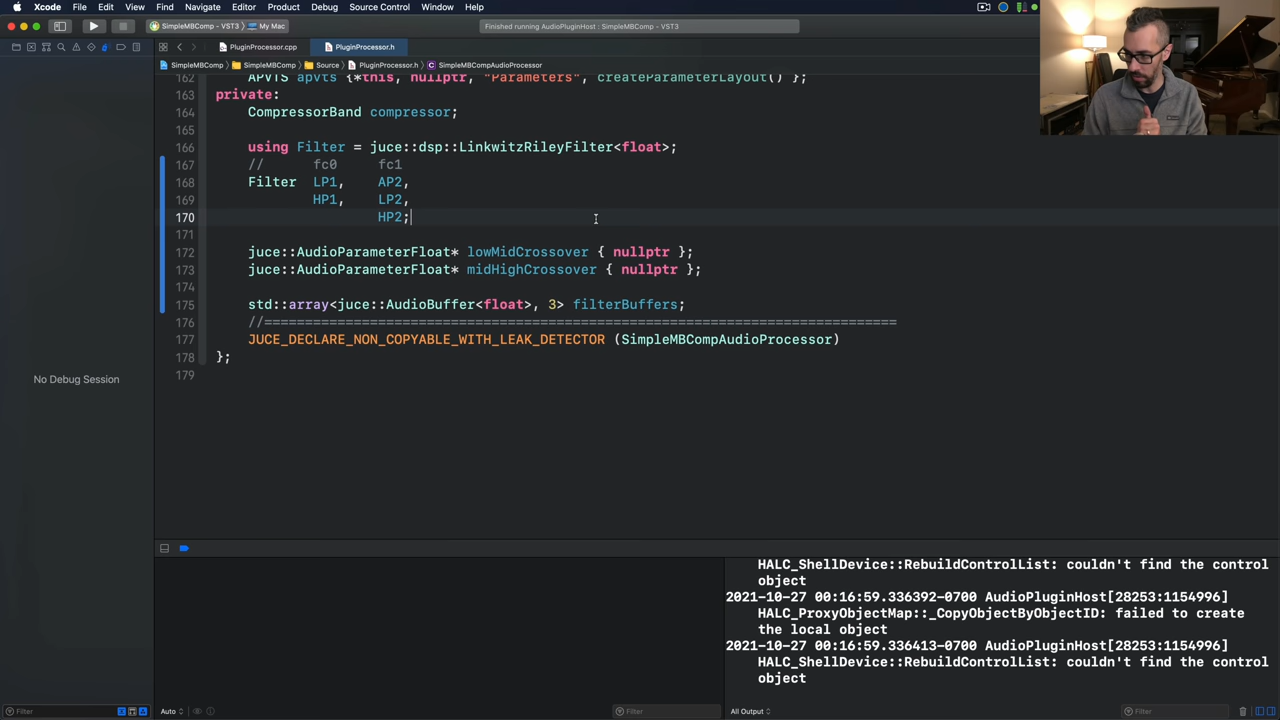 Xcode File Edit View Find Navigate Editor Product Debug Source Control Window Help
SimpleMBComp - VST3 My Mac
Finished running AudioPluginHost : SimpleMBComp - VST3
PluginProcessor.cpp PluginProcessor.h
SimpleMBComp SimpleMBComp Source PluginProcessor.h C SimpleMBCompAudioProcessor
162 APVTS apvts {*this, nullptr, "Parameters", createParameterLayout() };
163 private:
164 CompressorBand compressor;
165
166 using Filter = juce::dsp::LinkwitzRileyFilter<float>;
167 // fc0 fc1
168 Filter LP1, AP2,
169 HP1, LP2,
170 HP2;
171
172 juce::AudioParameterFloat* lowMidCrossover { nullptr };
173 juce::AudioParameterFloat* midHighCrossover { nullptr };
174
175 std::array<juce::AudioBuffer<float>, 3> filterBuffers;
176 //==============================================================================
177 JUCE_DECLARE_NON_COPYABLE_WITH_LEAK_DETECTOR (SimpleMBCompAudioProcessor)
178 };
179
No Debug Session
HALC_ShellDevice::RebuildControlList: couldn't find the control
object
2021-10-27 00:16:59.336392-0700 AudioPluginHost[28253:1154996]
HALC_ProxyObjectMap::_CopyObjectByObjectID: failed to create
the local object
2021-10-27 00:16:59.336413-0700 AudioPluginHost[28253:1154996]
HALC_ShellDevice::RebuildControlList: couldn't find the control
object
Filter Auto Filter All Output Filter